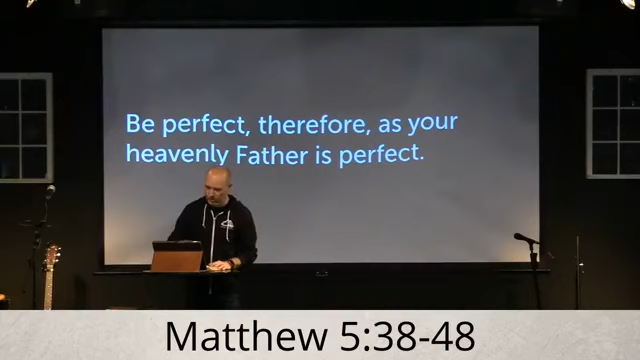 Be perfect, therefore, as your
heavenly Father is perfect.
Matthew 5:38-48